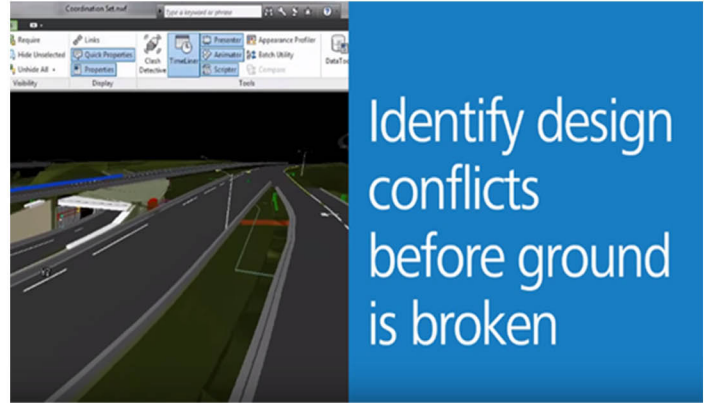 Coordination Set.nwf
Type a keyword or phrase
Require
Links
Hide Unselected
Quick Properties
Unhide All
Properties
Visibility
Display
Clash
Detective
TimeLiner
Presenter
Animator
Scripter
Appearance Profiler
Batch Utility
Compare
DataToo
Tools
Identify design
conflicts
before ground
is broken